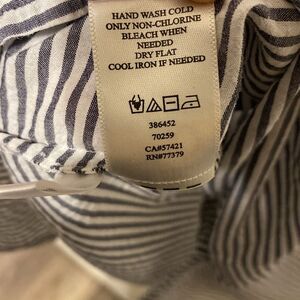 HAND WASH COLD
ONLY NON-CHLORINE
BLEACH WHEN
NEEDED
DRY FLAT
COOL IRON IF NEEDED
386452
70259
CA#57421
RN#77379